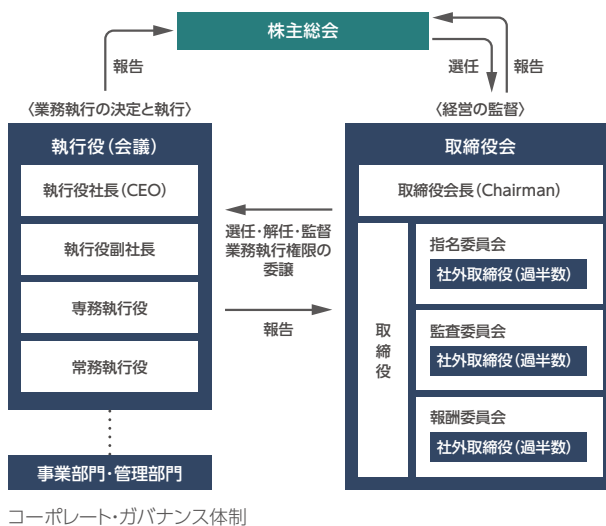 株主総会
報告
選任
報告
〈業務執行の決定と執行〉
〈経営の監督〉
執行役（会議）
執行役社長（CEO）
執行役副社長
専務執行役
常務執行役
事業部門・管理部門
選任・解任・監督
業務執行権限の
委譲
報告
取締役会
取締役会長（Chairman）
取締役
指名委員会
社外取締役（過半数）
監査委員会
社外取締役（過半数）
報酬委員会
社外取締役（過半数）
コーポレート・ガバナンス体制